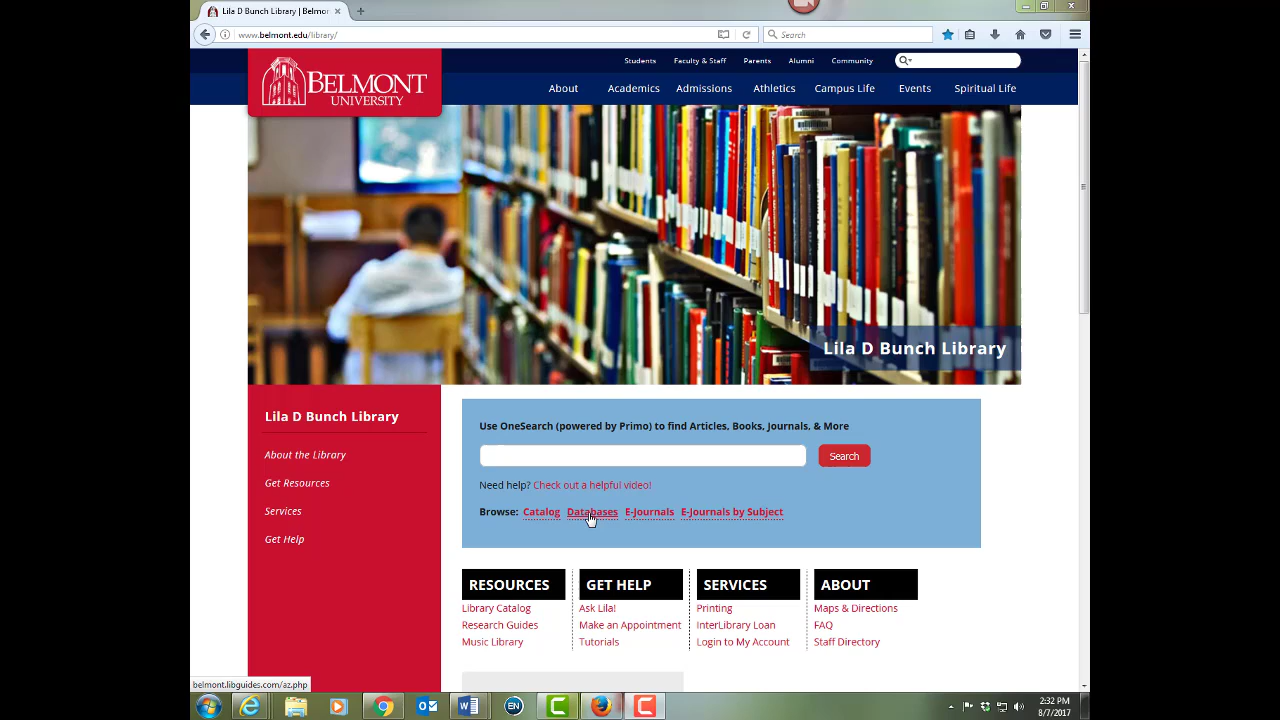 Lila D Bunch Library | Belmon
www.belmont.edu/library/
Search
Students Faculty & Staff Parents Alumni Community
BELMONT
UNIVERSITY
About Academics Admissions Athletics Campus Life Events Spiritual Life
Lila D Bunch Library
Lila D Bunch Library
About the Library
Get Resources
Services
Get Help
Use OneSearch (powered by Primo) to find Articles, Books, Journals, & More
Search
Need help? Check out a helpful video!
Browse: Catalog Databases E-Journals E-Journals by Subject
RESOURCES
Library Catalog
Research Guides
Music Library
GET HELP
Ask Lila!
Make an Appointment
Tutorials
SERVICES
Printing
InterLibrary Loan
Login to My Account
ABOUT
Maps & Directions
FAQ
Staff Directory
belmont.libguides.com/az.php
EN
2:32 PM
8/7/2017